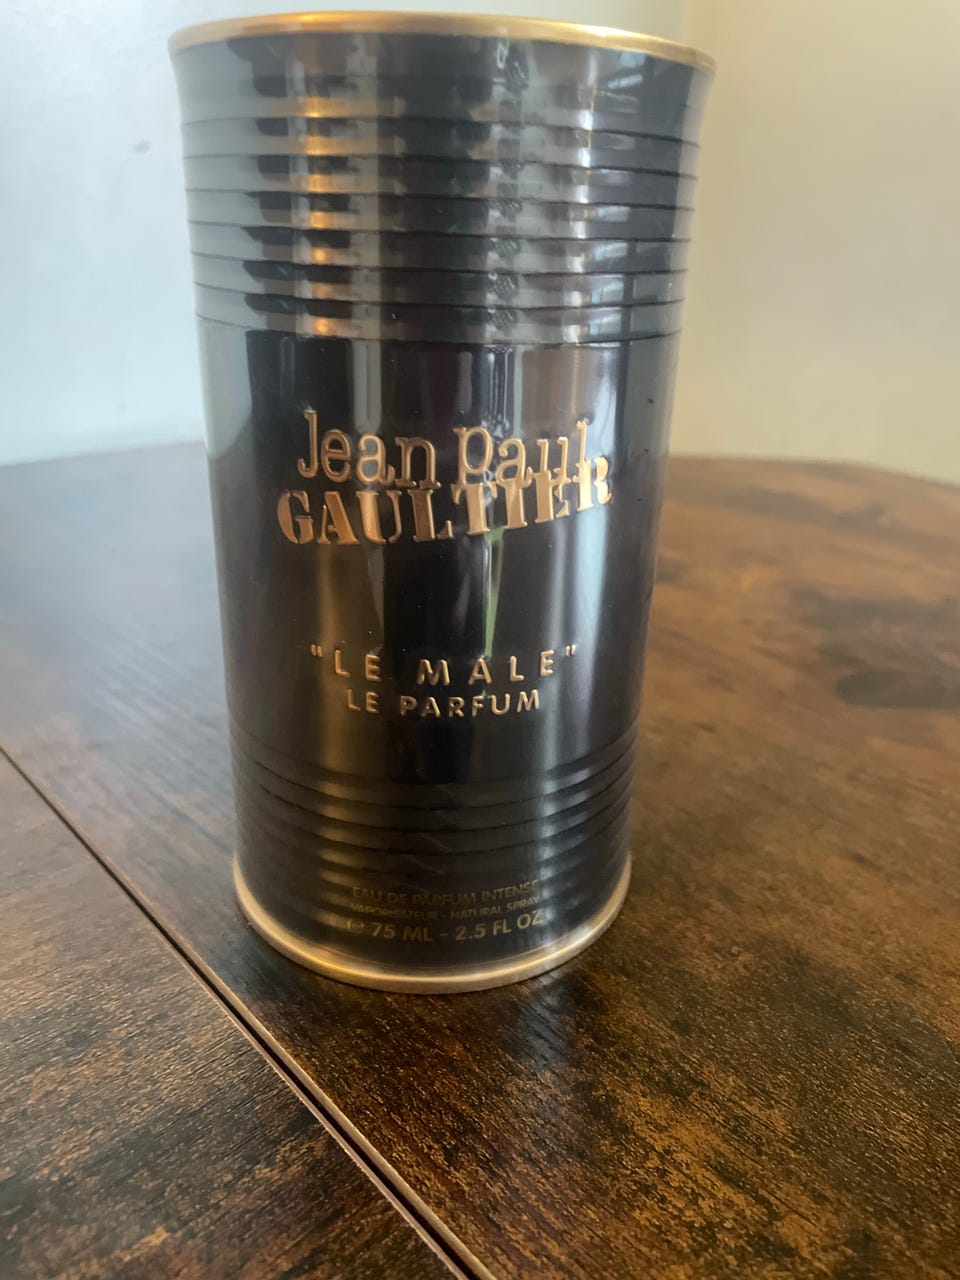 Jean Paul
GAULTIER
"LE MALE"
LE PARFUM
EAU DE PARFUM INTENSE
VAPORISATEUR - NATURAL SPRAY
℮ 75 ML - 2.5 FL OZ